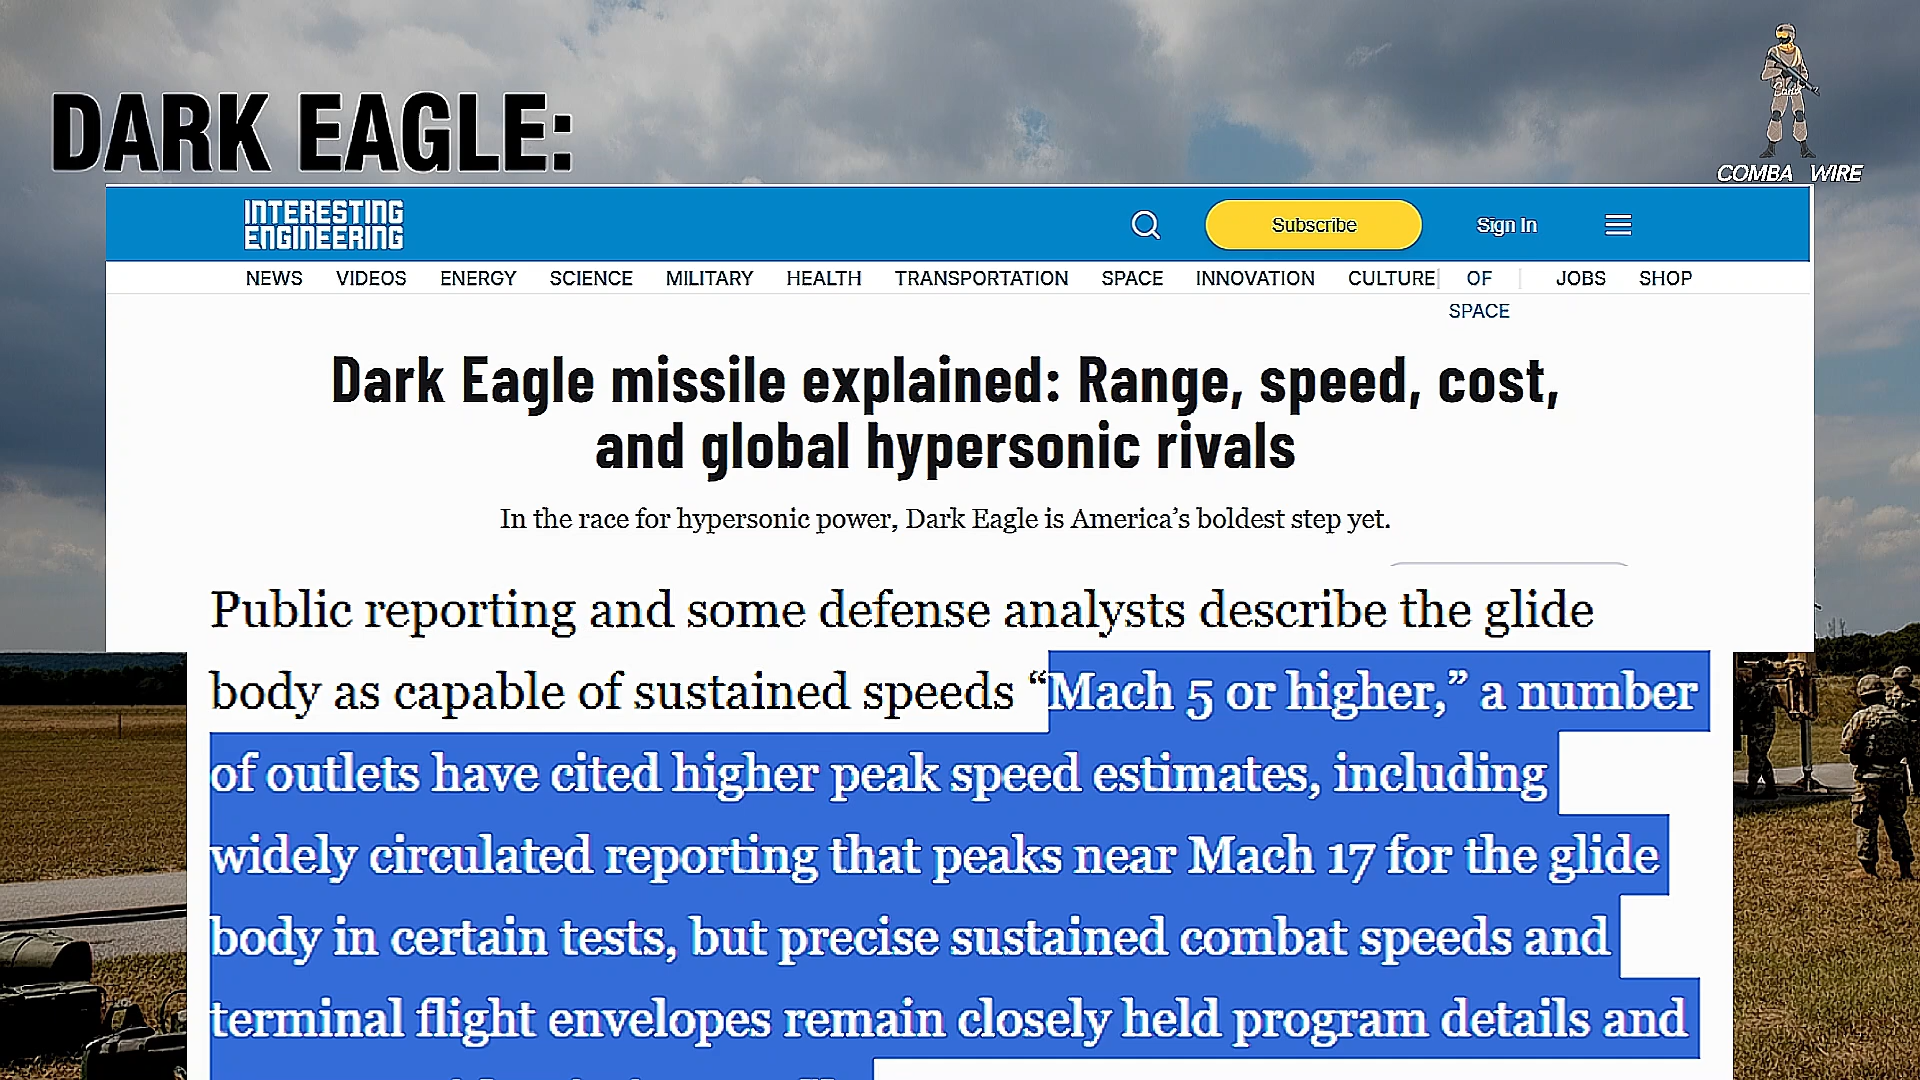 DARK EAGLE:
Card
COMBA WIRE
INTERESTING
ENGINEERING
Subscribe
Sign In
NEWS VIDEOS ENERGY SCIENCE MILITARY HEALTH TRANSPORTATION SPACE INNOVATION CULTURE OF JOBS SHOP
SPACE
Dark Eagle missile explained: Range, speed, cost,
and global hypersonic rivals
In the race for hypersonic power, Dark Eagle is America’s boldest step yet.
Public reporting and some defense analysts describe the glide
body as capable of sustained speeds “Mach 5 or higher,” a number
of outlets have cited higher peak speed estimates, including
widely circulated reporting that peaks near Mach 17 for the glide
body in certain tests, but precise sustained combat speeds and
terminal flight envelopes remain closely held program details and